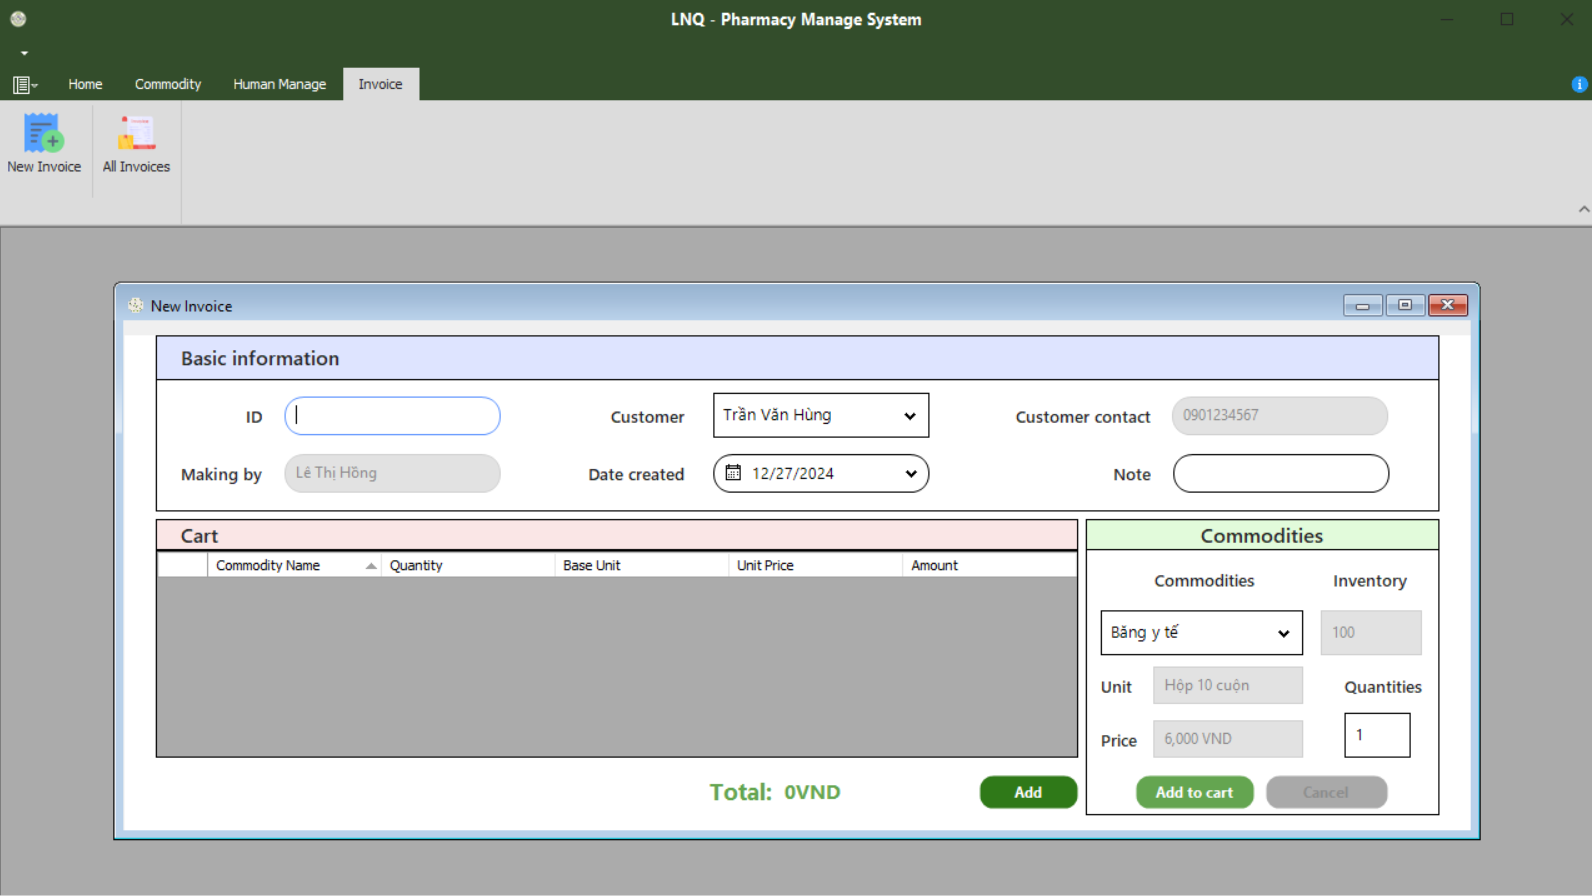 LNQ - Pharmacy Manage System
Home Commodity Human Manage Invoice
New Invoice All Invoices
New Invoice
Basic information
ID Customer Trần Văn Hùng Customer contact 0901234567
Making by Lê Thị Hồng Date created 12/27/2024 Note
Cart
Commodity Name Quantity Base Unit Unit Price Amount
Total: 0VND Add
Commodities
Commodities Inventory
Băng y tế 100
Unit Hộp 10 cuộn Quantities
Price 6,000 VND 1
Add to cart Cancel